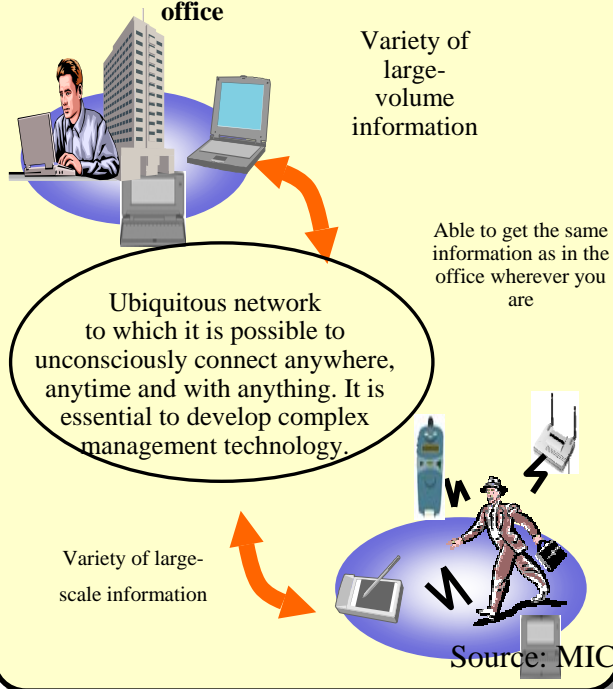 office
Variety of
large-
volume
information
Able to get the same
information as in the
office wherever you
are
Ubiquitous network
to which it is possible to
unconsciously connect anywhere,
anytime and with anything. It is
essential to develop complex
management technology.
Variety of large-
scale information
Source: MIC